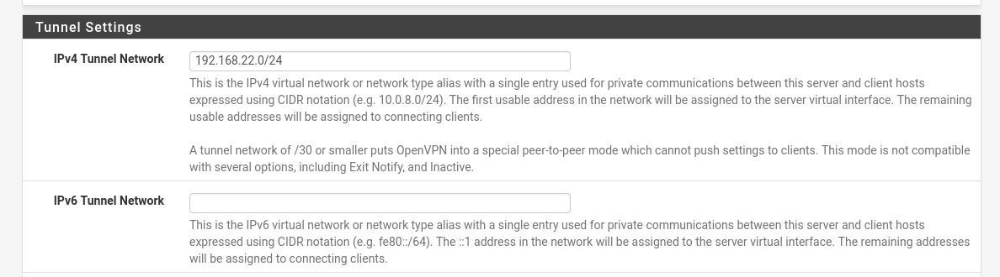 Tunnel Settings
IPv4 Tunnel Network
192.168.22.0/24
This is the IPv4 virtual network or network type alias with a single entry used for private communications between this server and client hosts
expressed using CIDR notation (e.g. 10.0.8.0/24). The first usable address in the network will be assigned to the server virtual interface. The remaining
usable addresses will be assigned to connecting clients.
A tunnel network of /30 or smaller puts OpenVPN into a special peer-to-peer mode which cannot push settings to clients. This mode is not compatible
with several options, including Exit Notify, and Inactive.
IPv6 Tunnel Network
This is the IPv6 virtual network or network type alias with a single entry used for private communications between this server and client hosts
expressed using CIDR notation (e.g. fe80::/64). The ::1 address in the network will be assigned to the server virtual interface. The remaining addresses
will be assigned to connecting clients.